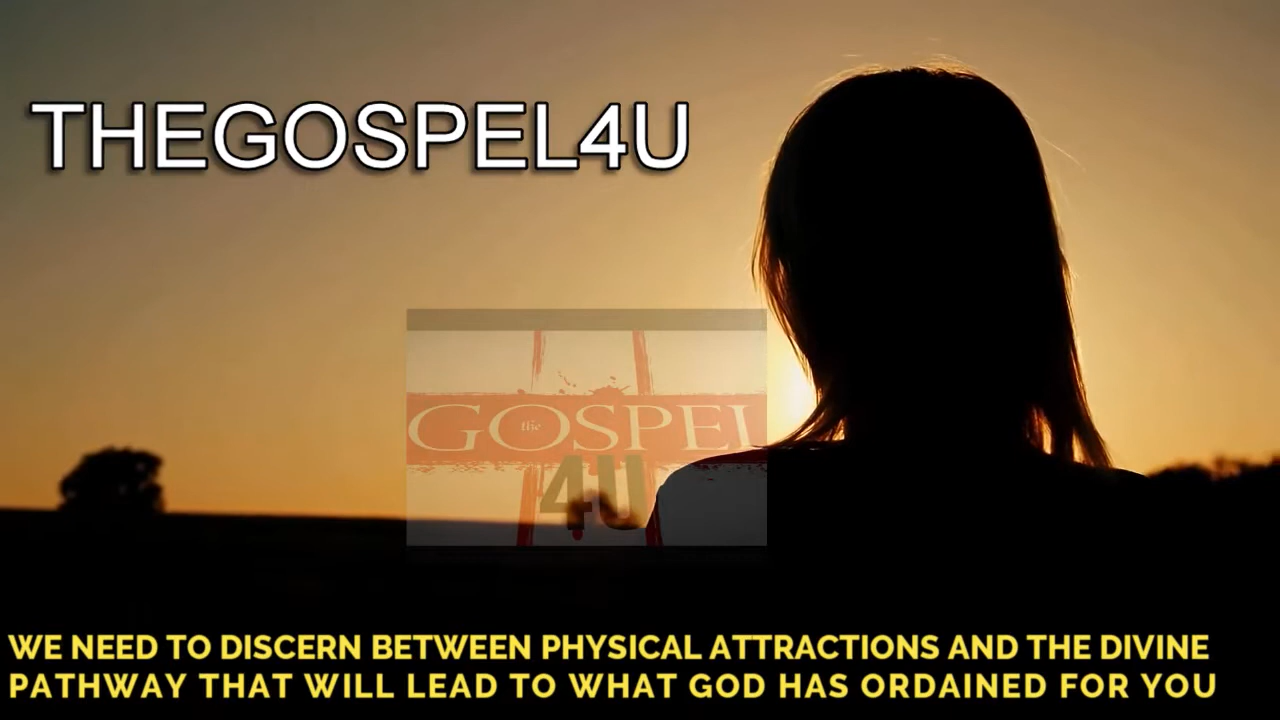 THEGOSPEL4U
the
GOSPEL
4U
WE NEED TO DISCERN BETWEEN PHYSICAL ATTRACTIONS AND THE DIVINE
PATHWAY THAT WILL LEAD TO WHAT GOD HAS ORDAINED FOR YOU